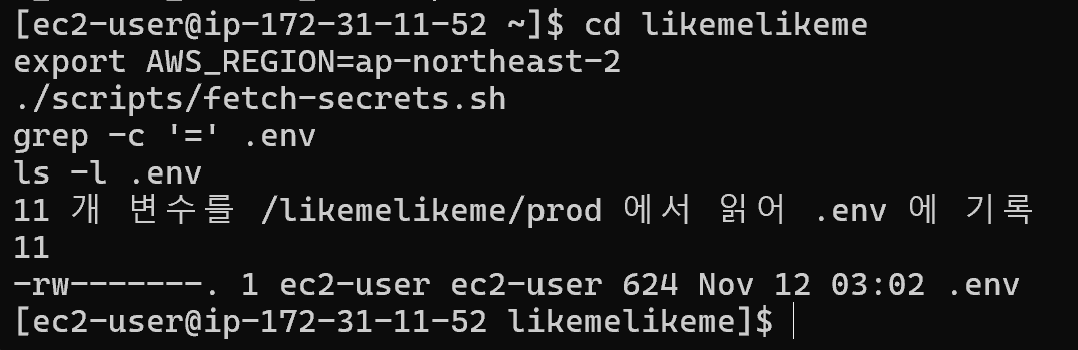 [ec2-user@ip-172-31-11-52 ~]$ cd likemelikeme
export AWS_REGION=ap-northeast-2
./scripts/fetch-secrets.sh
grep -c '=' .env
ls -l .env
11 개 변수를 /likemelikeme/prod 에서 읽어 .env 에 기록
11
-rw-------. 1 ec2-user ec2-user 624 Nov 12 03:02 .env
[ec2-user@ip-172-31-11-52 likemelikeme]$